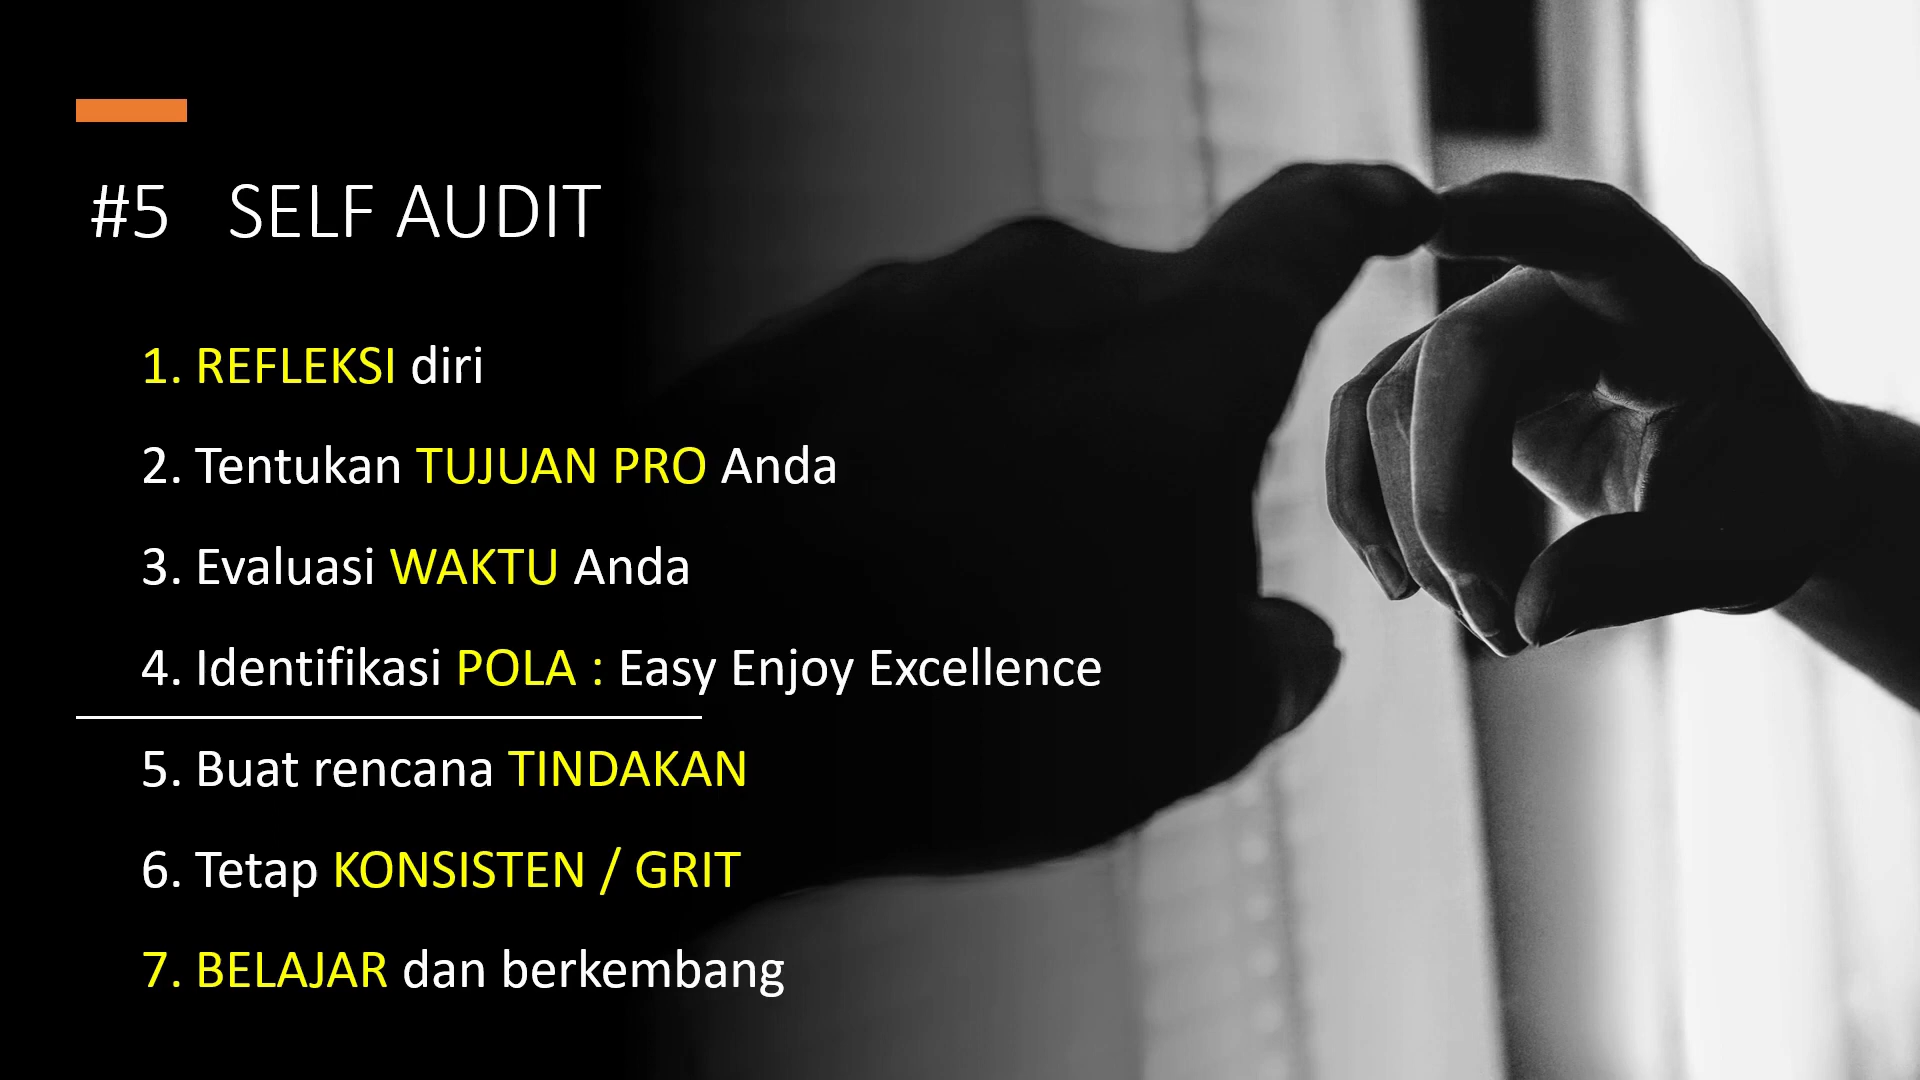 #5 SELF AUDIT
1. REFLEKSI diri
2. Tentukan TUJUAN PRO Anda
3. Evaluasi WAKTU Anda
4. Identifikasi POLA : Easy Enjoy Excellence
5. Buat rencana TINDAKAN
6. Tetap KONSISTEN / GRIT
7. BELAJAR dan berkembang